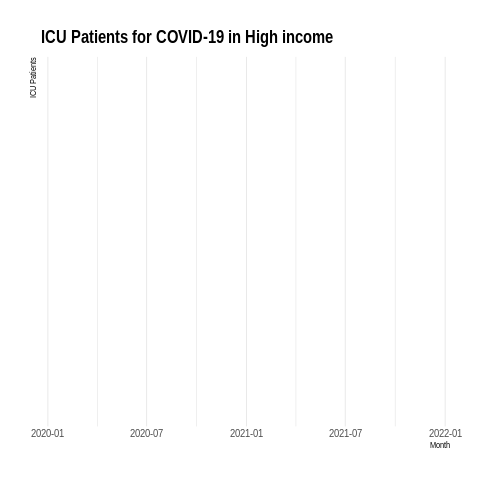 ICU Patients for COVID-19 in High income
ICU Patients
2020-01 2020-07 2021-01 2021-07 2022-01
Month